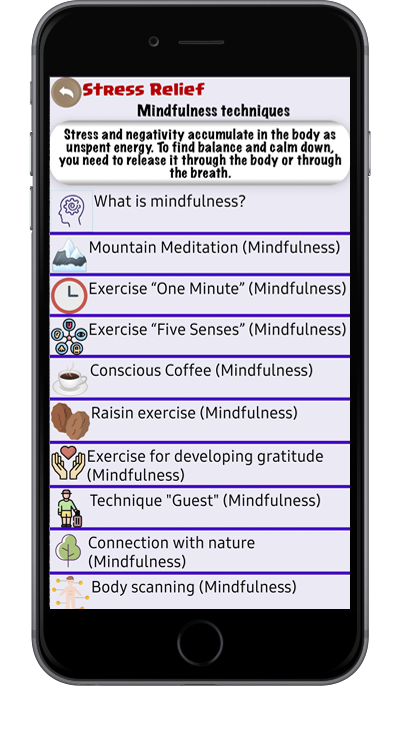 Stress Relief
Mindfulness techniques
Stress and negativity accumulate in the body as
unspent energy. To find balance and calm down,
you need to release it through the body or through
the breath.
What is mindfulness?
Mountain Meditation (Mindfulness)
Exercise “One Minute” (Mindfulness)
Exercise “Five Senses” (Mindfulness)
Conscious Coffee (Mindfulness)
Raisin exercise (Mindfulness)
Exercise for developing gratitude
(Mindfulness)
Technique "Guest" (Mindfulness)
Connection with nature
(Mindfulness)
Body scanning (Mindfulness)